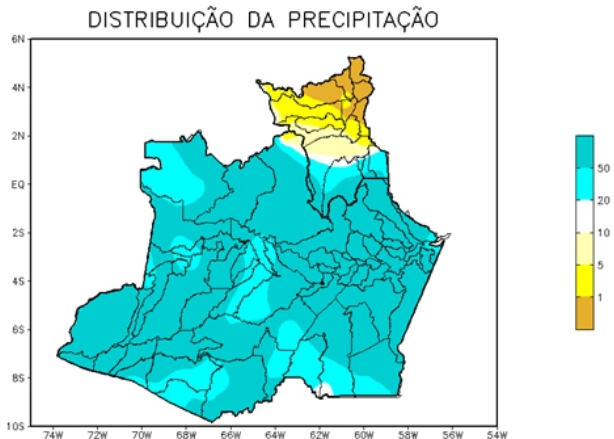 DISTRIBUIÇÃO DA PRECIPITAÇÃO
6N
4N
2N
EQ
2S
4S
6S
8S
10S
74W 72W 70W 68W 66W 64W 62W 60W 58W 56W 54W
50
20
10
5
1